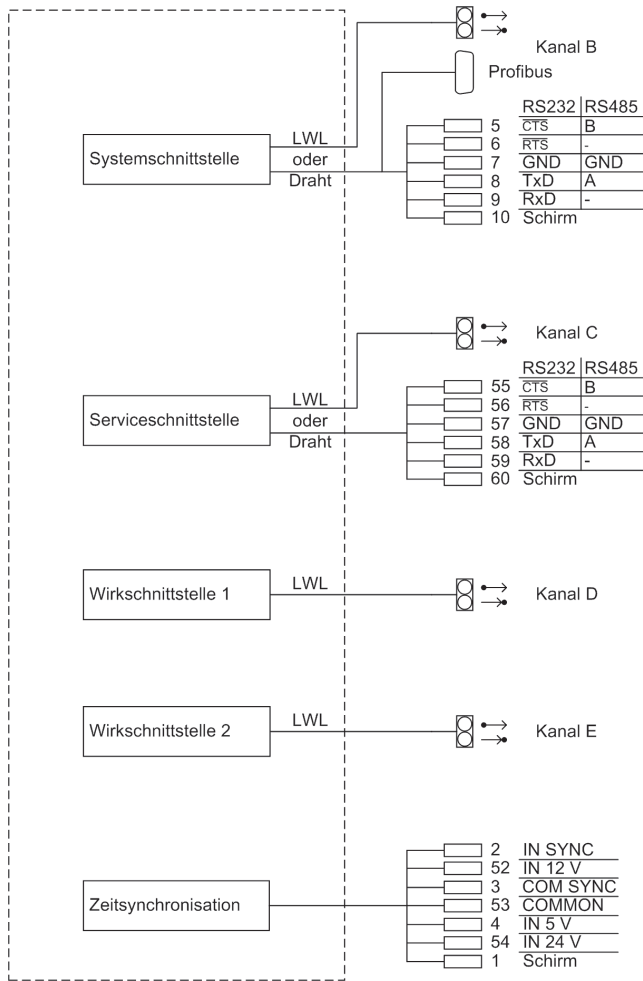 Kanal B
Profibus
RS232 RS485
Systemschnittstelle
LWL
oder
Draht
5 CTS B
6 RTS -
7 GND GND
8 TxD A
9 RxD -
10 Schirm
Kanal C
RS232 RS485
Serviceschnittstelle
LWL
oder
Draht
55 CTS B
56 RTS -
57 GND GND
58 TxD A
59 RxD -
60 Schirm
Wirkschnittstelle 1
LWL
Kanal D
Wirkschnittstelle 2
LWL
Kanal E
Zeitsynchronisation
2 IN SYNC
52 IN 12 V
3 COM SYNC
53 COMMON
4 IN 5 V
54 IN 24 V
1 Schirm